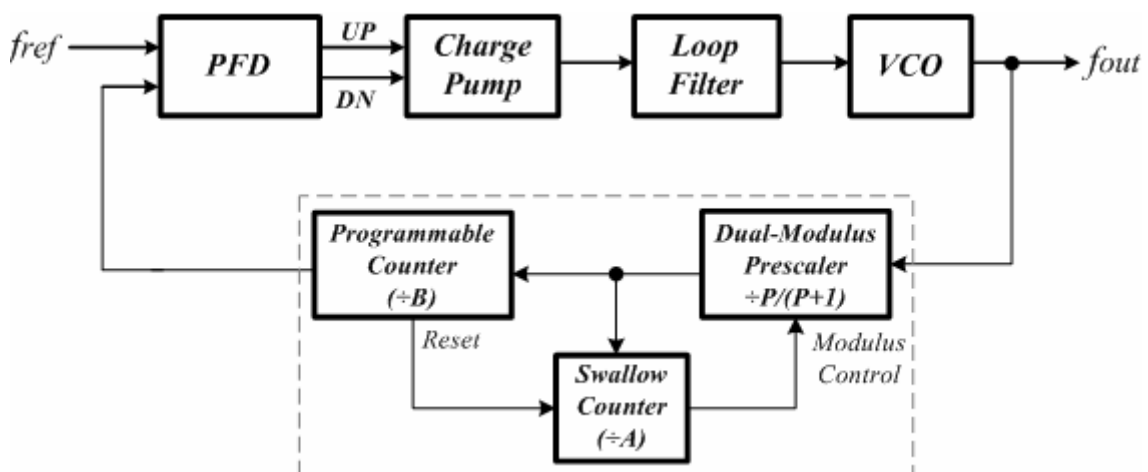 fref
PFD
UP
DN
Charge
Pump
Loop
Filter
VCO
fout
Programmable
Counter
(÷B)
Dual-Modulus
Prescaler
÷P/(P+1)
Reset
Swallow
Counter
(÷A)
Modulus
Control